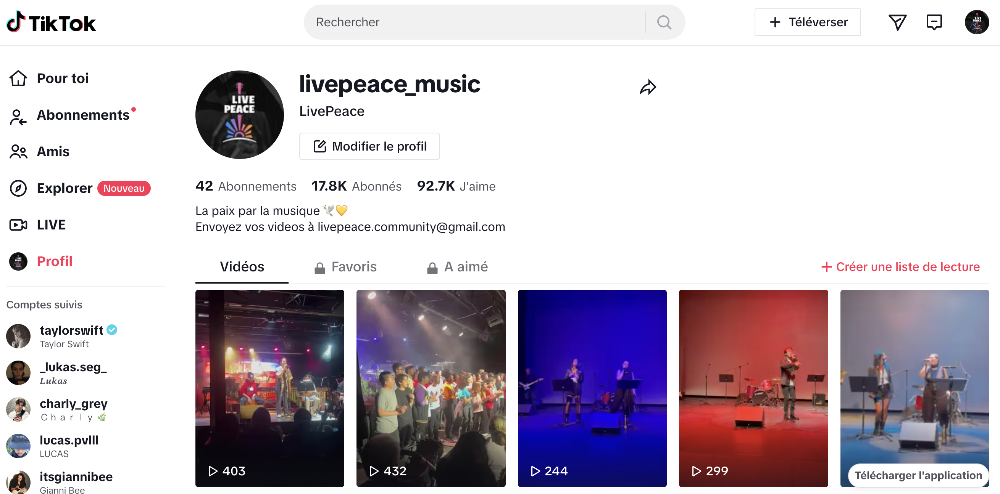 TikTok
Rechercher
Téléverser
LIVE PEACE
Pour toi
Abonnements
Amis
Explorer Nouveau
LIVE
Profil
Comptes suivis
taylorswift
Taylor Swift
_lukas.seg_
Lukas
charly_grey
C h a r l y 🌿
lucas.pvlll
LUCAS
itsgiannibee
Gianni Bee
LIVE
PEACE
livepeace_music
LivePeace
Modifier le profil
42 Abonnements 17.8K Abonnés 92.7K J'aime
La paix par la musique 🕊️💛
Envoyez vos videos à livepeace.community@gmail.com
Vidéos Favoris A aimé
+ Créer une liste de lecture
403
432
244
299
Télécharger l'application